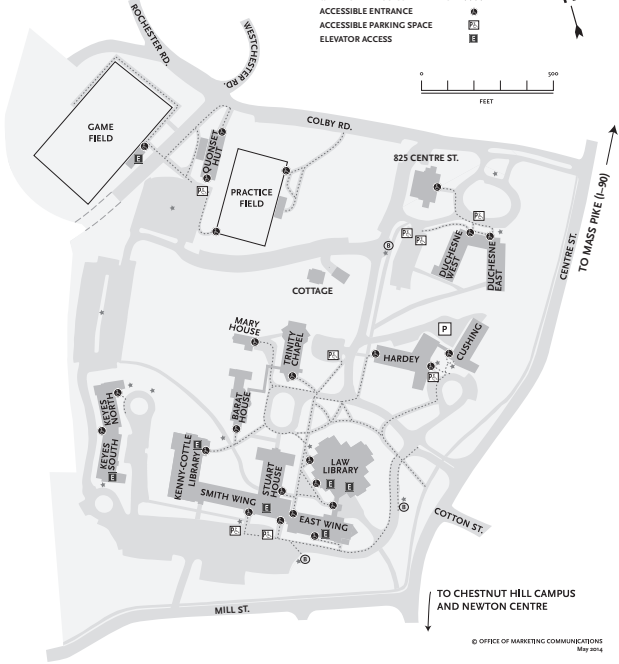 ACCESSIBLE ENTRANCE
ACCESSIBLE PARKING SPACE
P
ELEVATOR ACCESS
E
0
500
FEET
ROCHESTER RD.
WESTCHESTER RD.
COLBY RD.
GAME
FIELD
E
QUONSET
HUT
P
PRACTICE
FIELD
825 CENTRE ST.
P
P
P
B
DUCHESNE
WEST
DUCHESNE
EAST
CENTRE ST.
TO MASS PIKE (I–90)
COTTAGE
MARY
HOUSE
TRINITY
CHAPEL
P
P
HARDEY
CUSHING
P
BARAT
HOUSE
KEYES
NORTH
KEYES
SOUTH
E
KENNY-COTTLE
LIBRARY
E
STUART
HOUSE
LAW
LIBRARY
E
E
SMITH WING
E
EAST WING
E
P
P
B
B
COTTON ST.
MILL ST.
TO CHESTNUT HILL CAMPUS
AND NEWTON CENTRE
© OFFICE OF MARKETING COMMUNICATIONS
May 2014